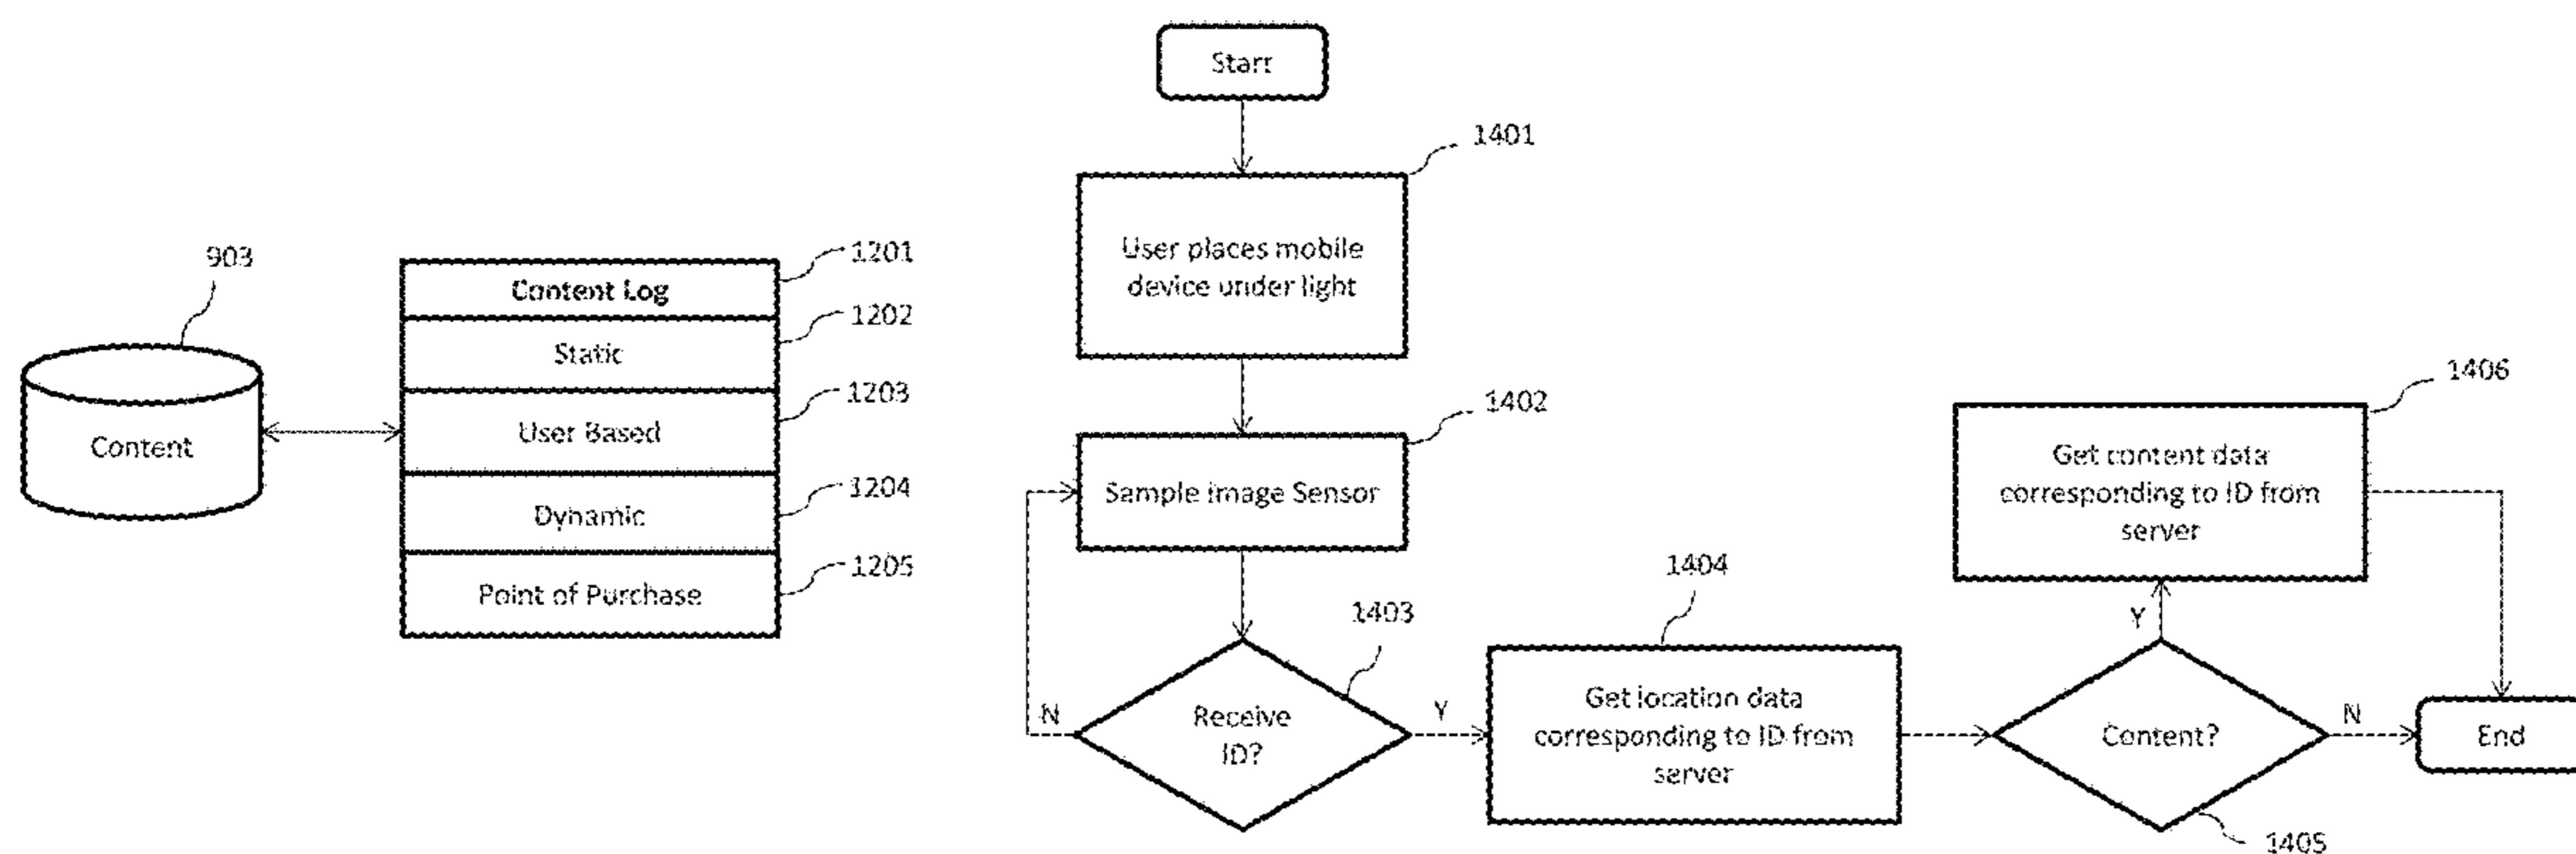 903
Content
1201
Content Log
1202
Static
1203
User Based
1204
Dynamic
1205
Point of Purchase
Start
1401
User places mobile
device under light
1402
Sample Image Sensor
1403
Receive
ID?
N
Y
1404
Get location data
corresponding to ID from
server
1405
Content?
Y
N
1406
Get content data
corresponding to ID from
server
End